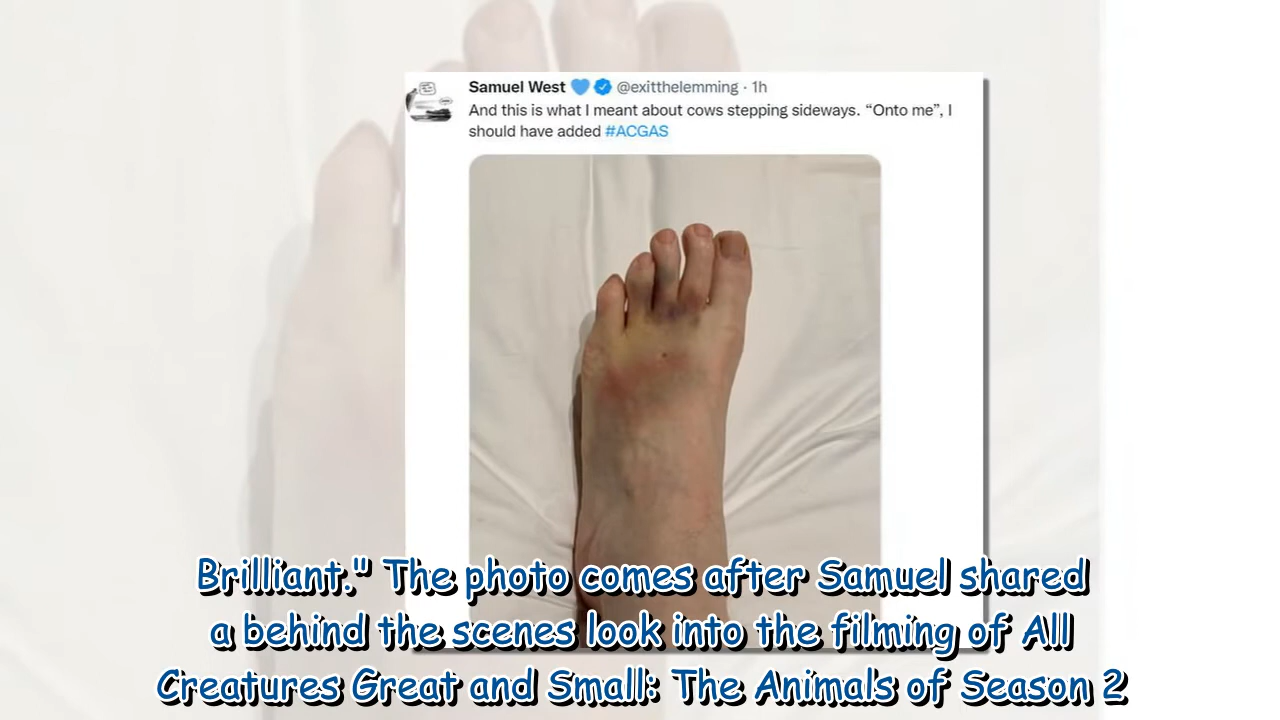 Samuel West 💙 @exitthelemming · 1h
And this is what I meant about cows stepping sideways. “Onto me”, I
should have added #ACGAS
Brilliant." The photo comes after Samuel shared
a behind the scenes look into the filming of All
Creatures Great and Small: The Animals of Season 2